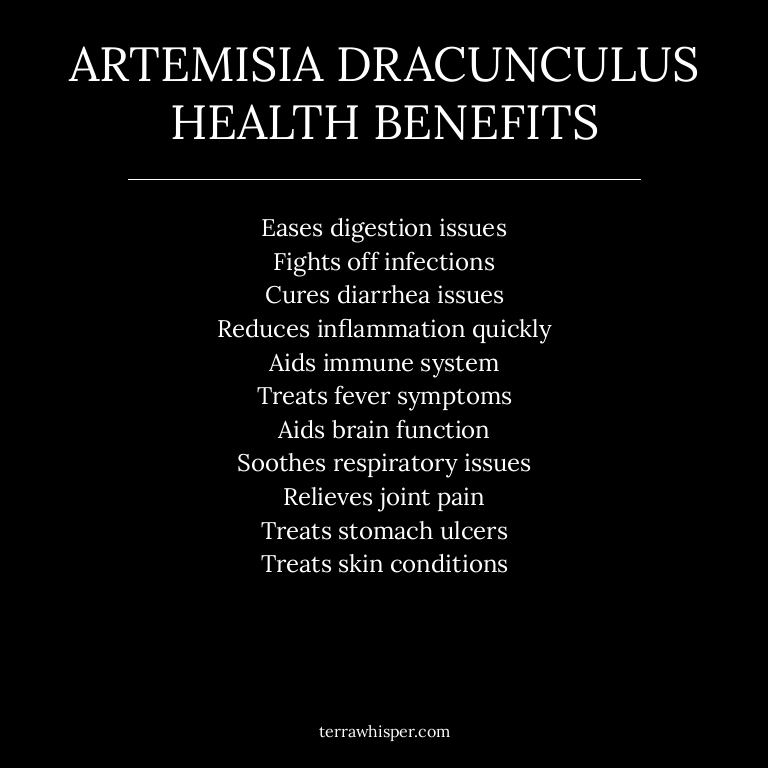 ARTEMISIA DRACUNCULUS
HEALTH BENEFITS
Eases digestion issues
Fights off infections
Cures diarrhea issues
Reduces inflammation quickly
Aids immune system
Treats fever symptoms
Aids brain function
Soothes respiratory issues
Relieves joint pain
Treats stomach ulcers
Treats skin conditions
terrawhisper.com